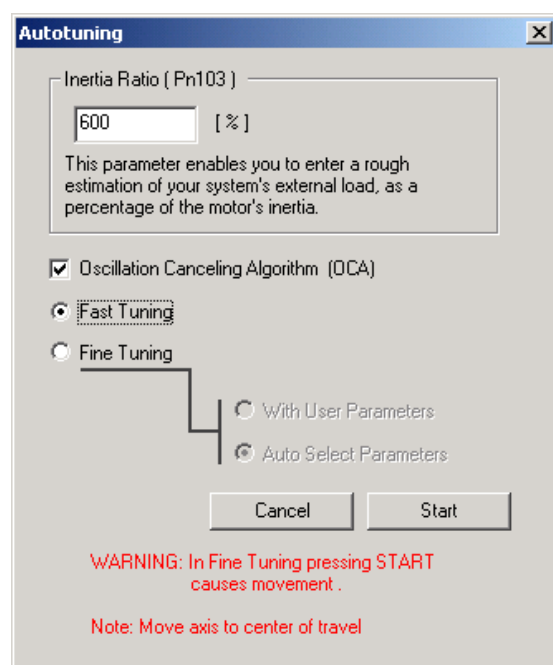 Autotuning
Inertia Ratio ( Pn103 )
600 [ % ]
This parameter enables you to enter a rough
estimation of your system's external load, as a
percentage of the motor's inertia.
Oscillation Canceling Algorithm (OCA)
Fast Tuning
Fine Tuning
With User Parameters
Auto Select Parameters
Cancel Start
WARNING: In Fine Tuning pressing START
causes movement .
Note: Move axis to center of travel